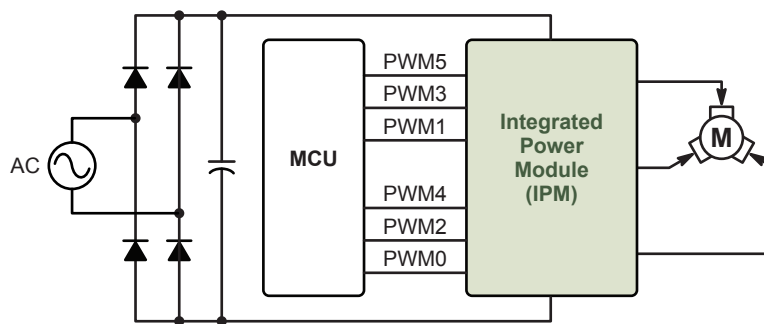 AC
MCU
PWM5
PWM3
PWM1
PWM4
PWM2
PWM0
Integrated
Power
Module
(IPM)
M